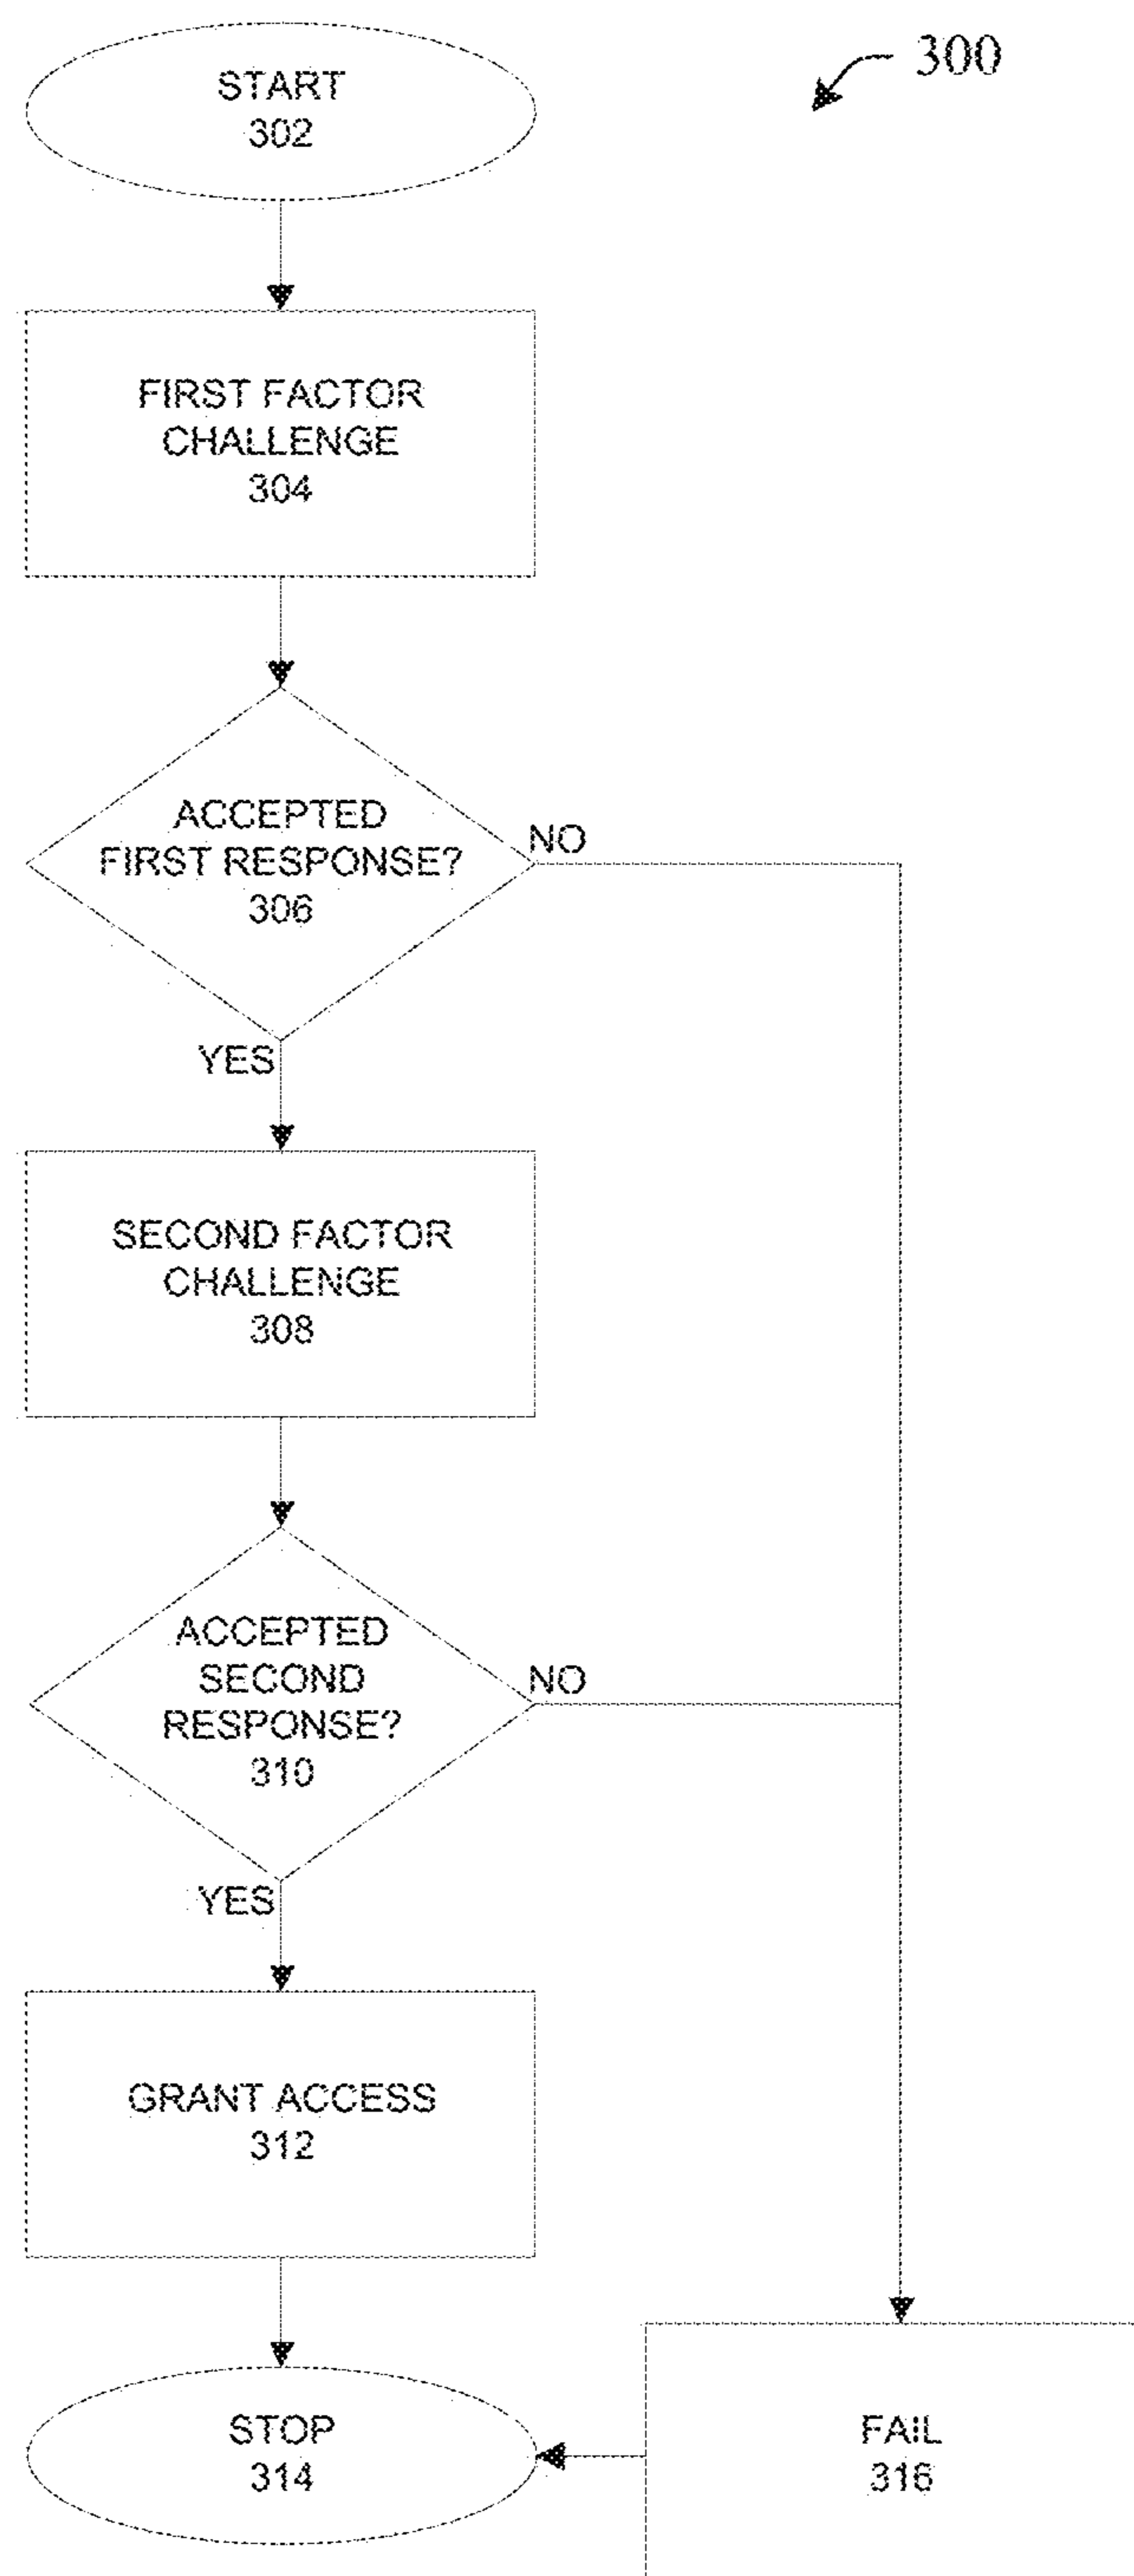 300
START
302
FIRST FACTOR
CHALLENGE
304
ACCEPTED
FIRST RESPONSE?
306
NO
YES
SECOND FACTOR
CHALLENGE
308
ACCEPTED
SECOND
RESPONSE?
310
NO
YES
GRANT ACCESS
312
STOP
314
FAIL
316